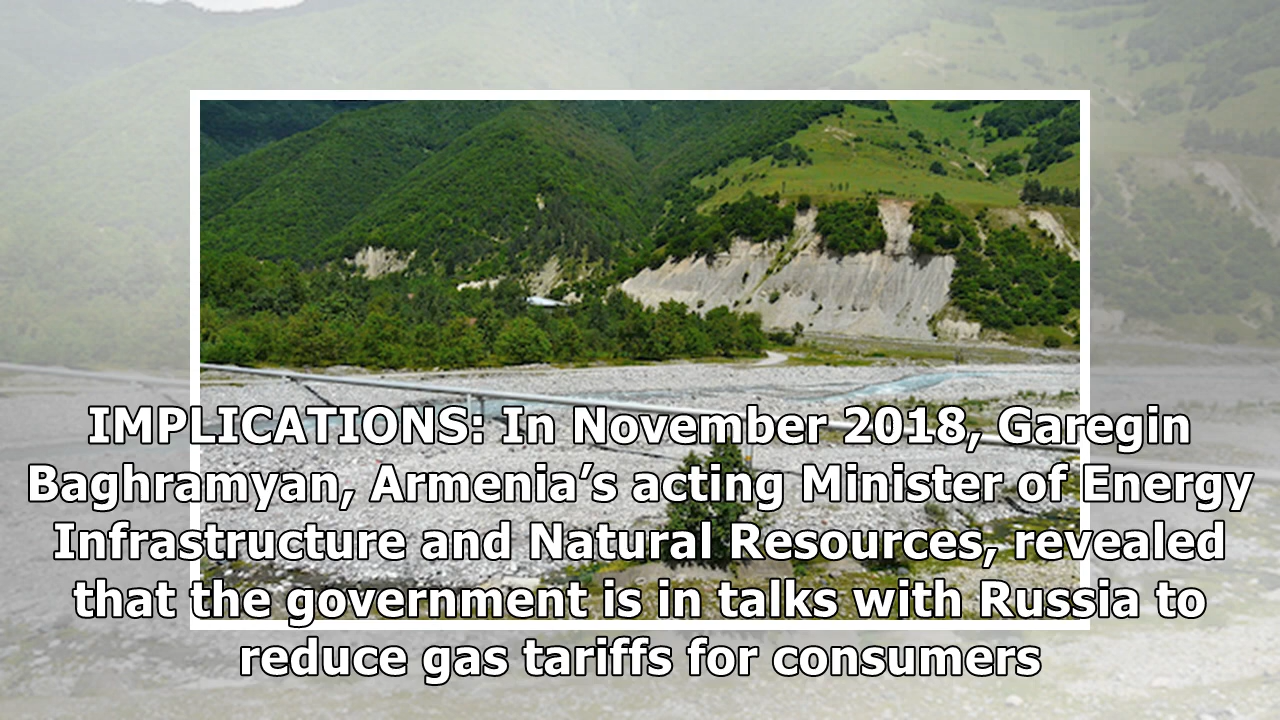 IMPLICATIONS: In November 2018, Garegin
Baghramyan, Armenia’s acting Minister of Energy
Infrastructure and Natural Resources, revealed
that the government is in talks with Russia to
reduce gas tariffs for consumers